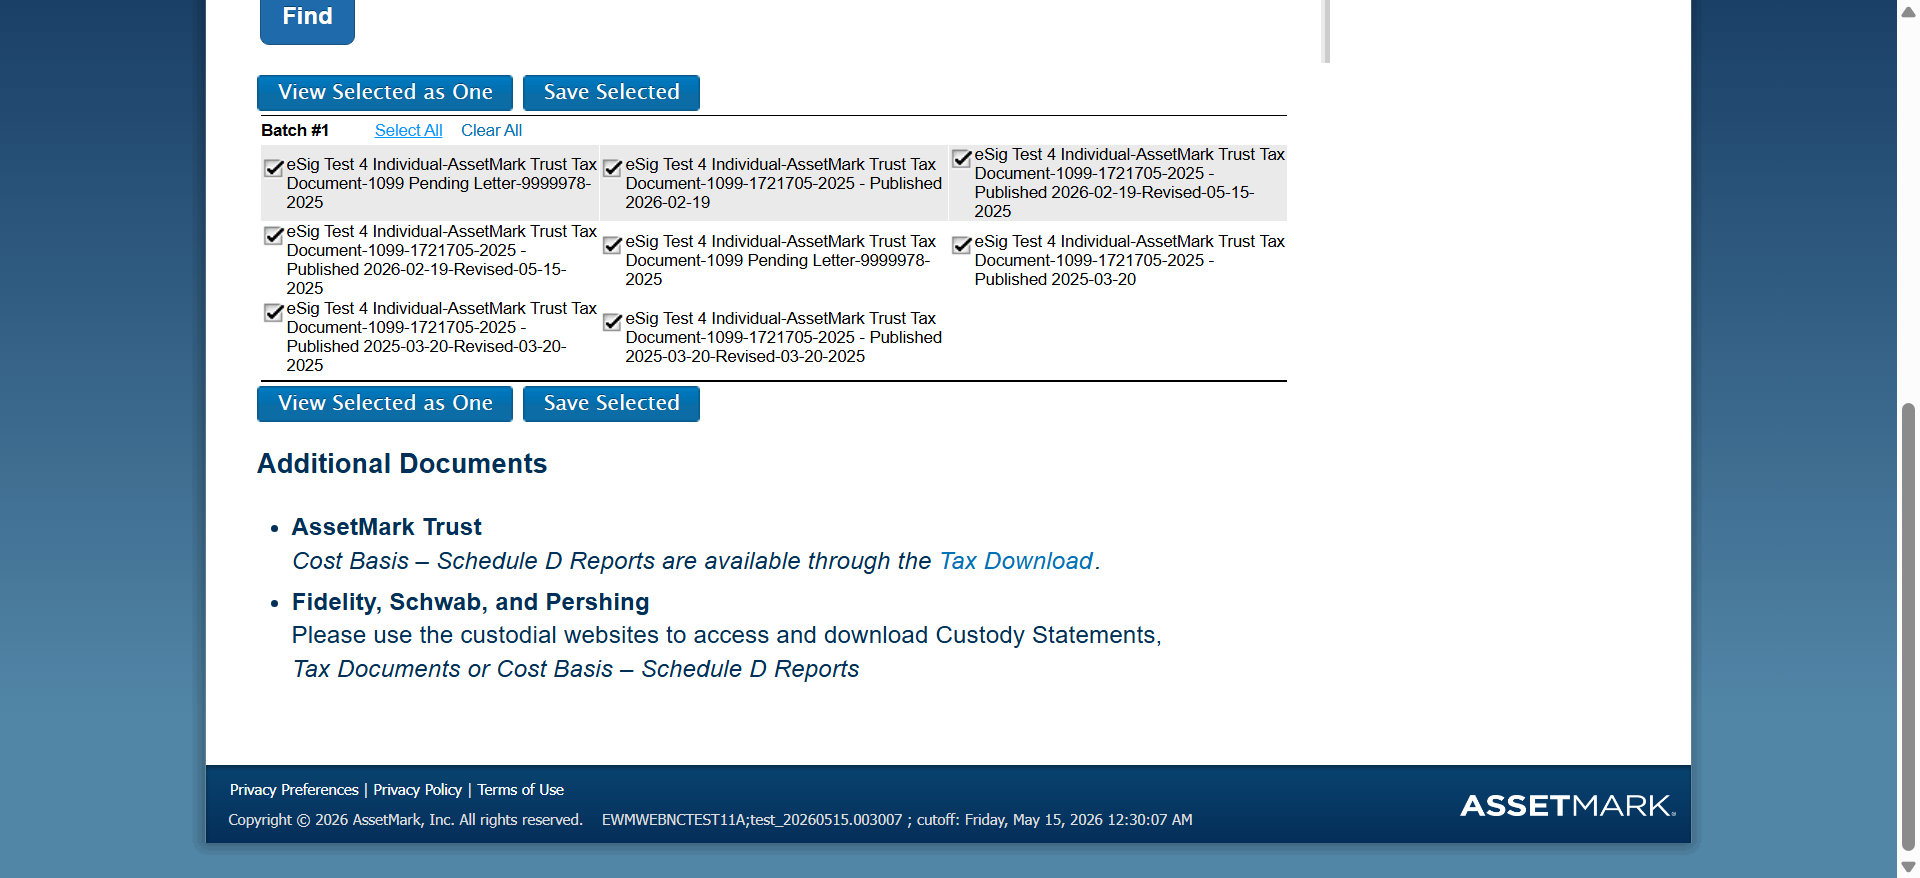 Find
View Selected as One Save Selected
Batch #1 Select All Clear All
eSig Test 4 Individual-AssetMark Trust Tax
Document-1099 Pending Letter-9999978-
2025
eSig Test 4 Individual-AssetMark Trust Tax
Document-1099-1721705-2025 - Published
2026-02-19
eSig Test 4 Individual-AssetMark Trust Tax
Document-1099-1721705-2025 -
Published 2026-02-19-Revised-05-15-
2025
eSig Test 4 Individual-AssetMark Trust Tax
Document-1099-1721705-2025 -
Published 2026-02-19-Revised-05-15-
2025
eSig Test 4 Individual-AssetMark Trust Tax
Document-1099 Pending Letter-9999978-
2025
eSig Test 4 Individual-AssetMark Trust Tax
Document-1099-1721705-2025 -
Published 2025-03-20
eSig Test 4 Individual-AssetMark Trust Tax
Document-1099-1721705-2025 -
Published 2025-03-20-Revised-03-20-
2025
eSig Test 4 Individual-AssetMark Trust Tax
Document-1099-1721705-2025 - Published
2025-03-20-Revised-03-20-2025
View Selected as One Save Selected
Additional Documents
• AssetMark Trust
Cost Basis – Schedule D Reports are available through the Tax Download.
• Fidelity, Schwab, and Pershing
Please use the custodial websites to access and download Custody Statements,
Tax Documents or Cost Basis – Schedule D Reports
Privacy Preferences | Privacy Policy | Terms of Use
Copyright © 2026 AssetMark, Inc. All rights reserved. EWMWEBNCTEST11A;test_20260515.003007 ; cutoff: Friday, May 15, 2026 12:30:07 AM
ASSETMARK.